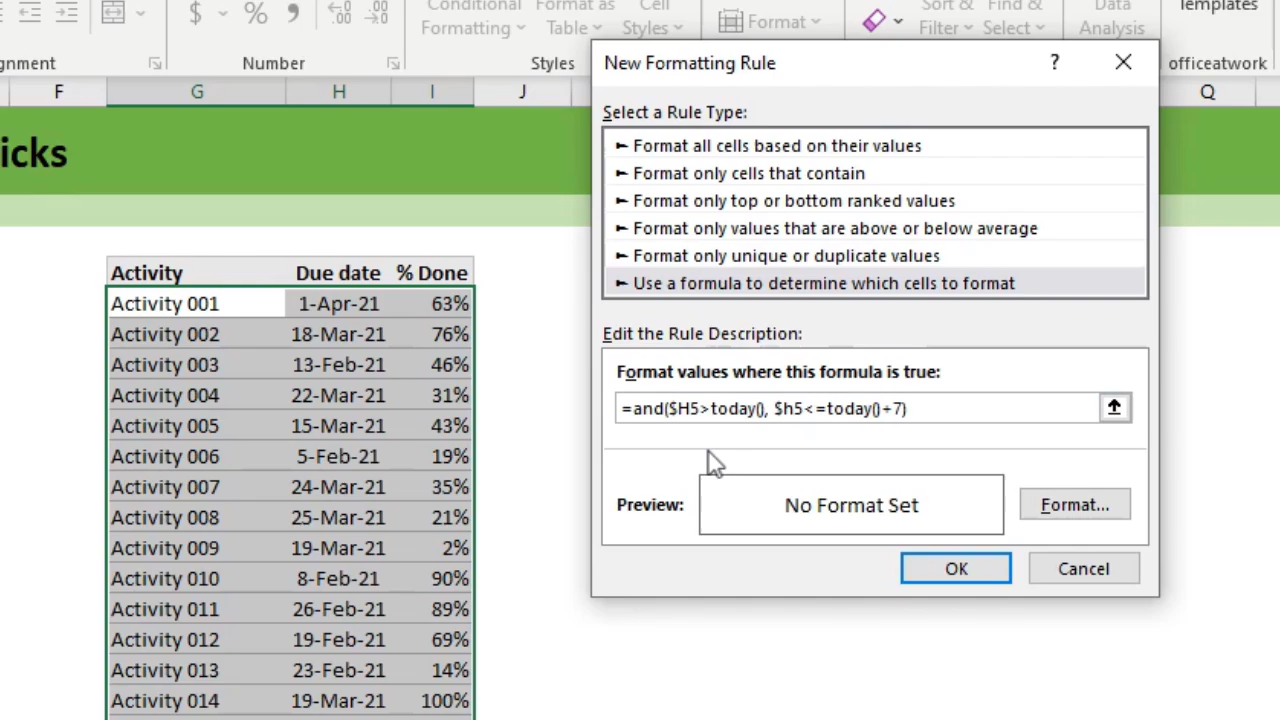 Conditional Format as Cell Sort & Find & Data Templates
$ % 9 .00 .00
Formatting Table Styles Format Filter Select Analysis
nment Number Styles officeatwork
New Formatting Rule ?
F G H I J Q
Select a Rule Type:
icks
► Format all cells based on their values
► Format only cells that contain
► Format only top or bottom ranked values
► Format only values that are above or below average
► Format only unique or duplicate values
► Use a formula to determine which cells to format
Edit the Rule Description:
Format values where this formula is true:
=and($H5>today(), $h5<=today()+7)
Preview: No Format Set Format...
OK Cancel
Activity Due date % Done
Activity 001 1-Apr-21 63%
Activity 002 18-Mar-21 76%
Activity 003 13-Feb-21 46%
Activity 004 22-Mar-21 31%
Activity 005 15-Mar-21 43%
Activity 006 5-Feb-21 19%
Activity 007 24-Mar-21 35%
Activity 008 25-Mar-21 21%
Activity 009 19-Mar-21 2%
Activity 010 8-Feb-21 90%
Activity 011 26-Feb-21 89%
Activity 012 19-Feb-21 69%
Activity 013 23-Feb-21 14%
Activity 014 19-Mar-21 100%